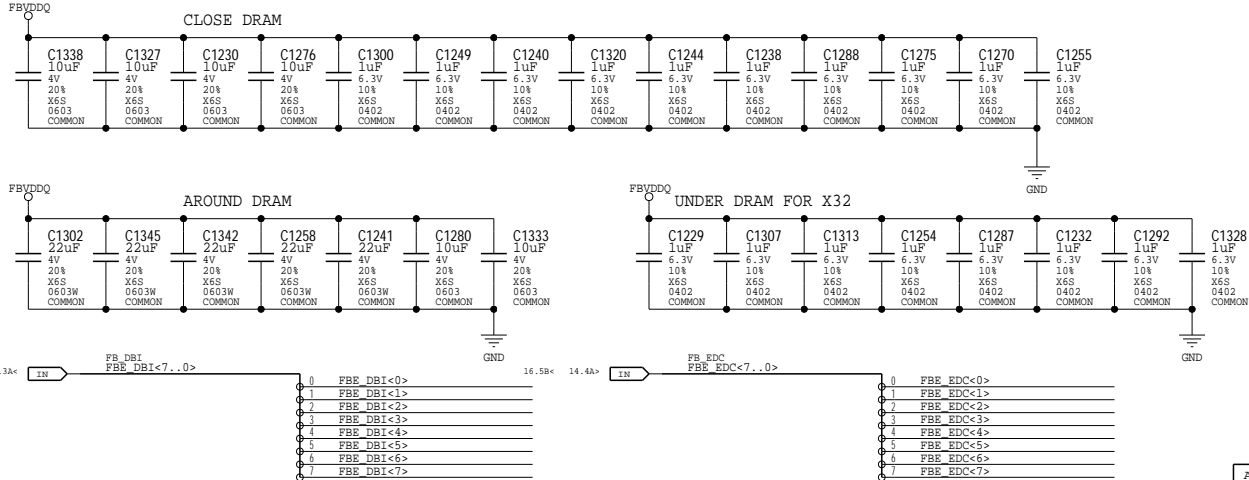 FBVDDQ
CLOSE DRAM
C1338 C1327 C1230 C1276 C1300 C1249 C1240 C1320 C1244 C1238 C1288 C1275 C1270 C1255
10uF 10uF 10uF 10uF 1uF 1uF 1uF 1uF 1uF 1uF 1uF 1uF 1uF 1uF
4V 4V 4V 4V 6.3V 6.3V 6.3V 6.3V 6.3V 6.3V 6.3V 6.3V 6.3V 6.3V
20% 20% 20% 20% 10% 10% 10% 10% 10% 10% 10% 10% 10% 10%
X6S X6S X6S X6S X6S X6S X6S X6S X6S X6S X6S X6S X6S X6S
0603 0603 0603 0603 0402 0402 0402 0402 0402 0402 0402 0402 0402 0402
COMMON COMMON COMMON COMMON COMMON COMMON COMMON COMMON COMMON COMMON COMMON COMMON COMMON COMMON
GND
FBVDDQ
AROUND DRAM
C1302 C1345 C1342 C1258 C1241 C1280 C1333
22uF 22uF 22uF 22uF 22uF 10uF 10uF
4V 4V 4V 4V 4V 4V 4V
20% 20% 20% 20% 20% 20% 20%
X6S X6S X6S X6S X6S X6S X6S
0603W 0603W 0603W 0603W 0603W 0603 0603
COMMON COMMON COMMON COMMON COMMON COMMON COMMON
GND
FBVDDQ
UNDER DRAM FOR X32
C1229 C1307 C1313 C1254 C1287 C1232 C1292 C1328
1uF 1uF 1uF 1uF 1uF 1uF 1uF 1uF
6.3V 6.3V 6.3V 6.3V 6.3V 6.3V 6.3V 6.3V
10% 10% 10% 10% 10% 10% 10% 10%
X6S X6S X6S X6S X6S X6S X6S X6S
0402 0402 0402 0402 0402 0402 0402 0402
COMMON COMMON COMMON COMMON COMMON COMMON COMMON COMMON
GND
FB_DBI
3A< IN FBE_DBI<7..0>
0 FBE_DBI<0>
1 FBE_DBI<1>
2 FBE_DBI<2>
3 FBE_DBI<3>
4 FBE_DBI<4>
5 FBE_DBI<5>
6 FBE_DBI<6>
7 FBE_DBI<7>
FB_EDC
16.5B< 14.4A> IN FBE_EDC<7..0>
0 FBE_EDC<0>
1 FBE_EDC<1>
2 FBE_EDC<2>
3 FBE_EDC<3>
4 FBE_EDC<4>
5 FBE_EDC<5>
6 FBE_EDC<6>
7 FBE_EDC<7>